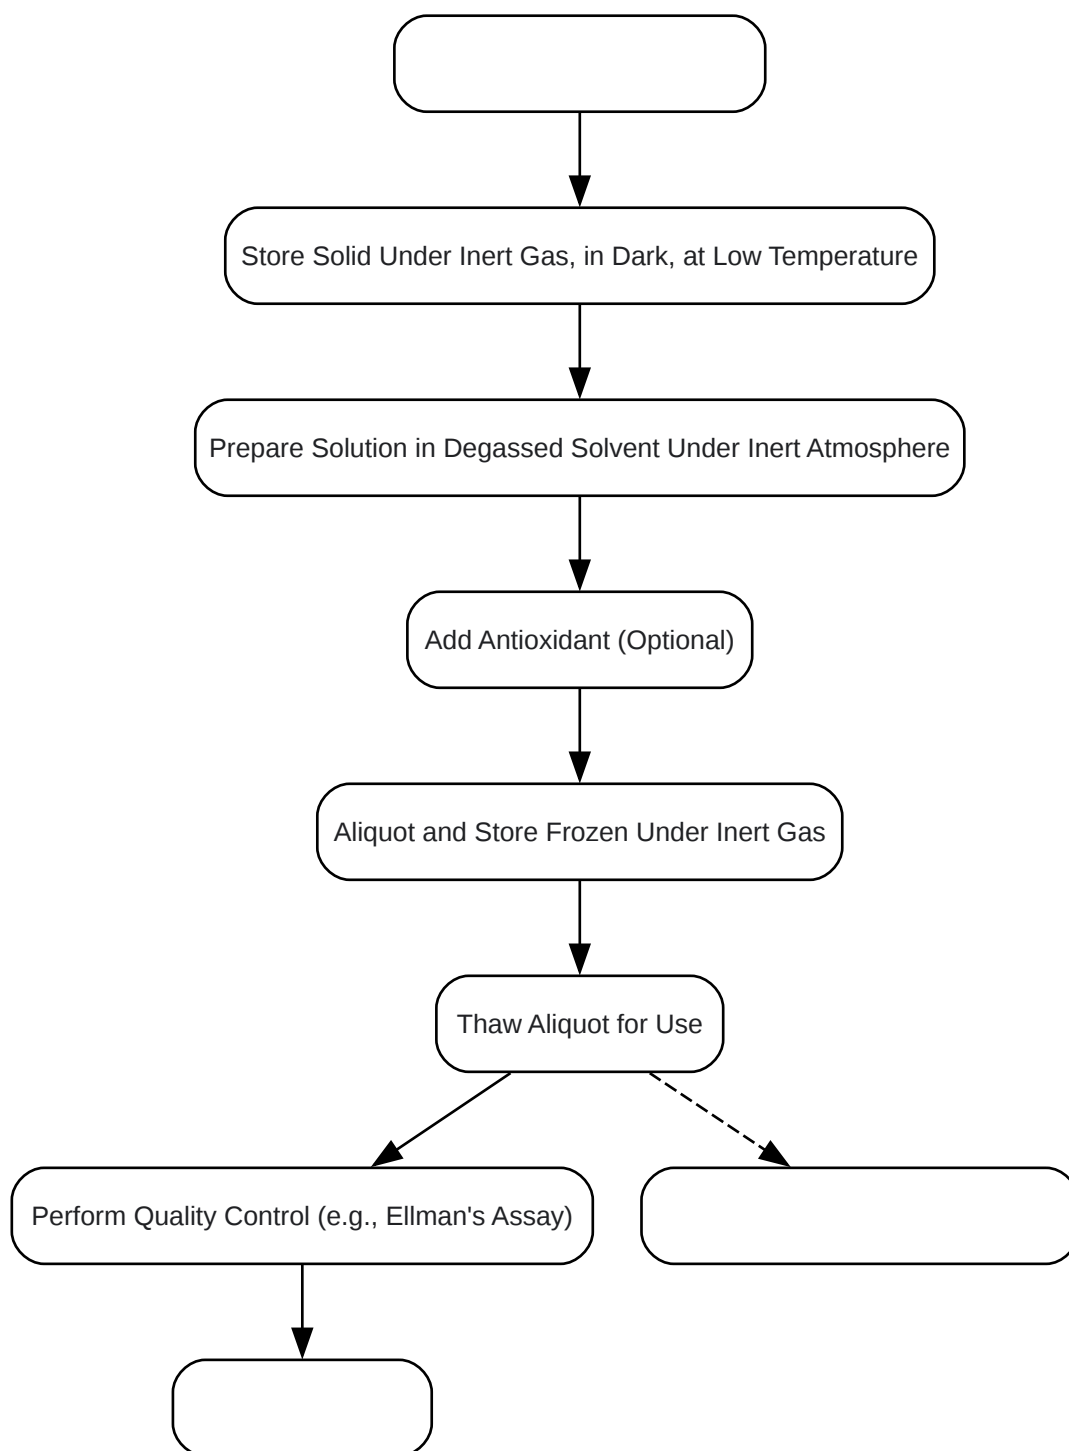 Store Solid Under Inert Gas, in Dark, at Low Temperature
Prepare Solution in Degassed Solvent Under Inert Atmosphere
Add Antioxidant (Optional)
Aliquot and Store Frozen Under Inert Gas
Thaw Aliquot for Use
Perform Quality Control (e.g., Ellman's Assay)